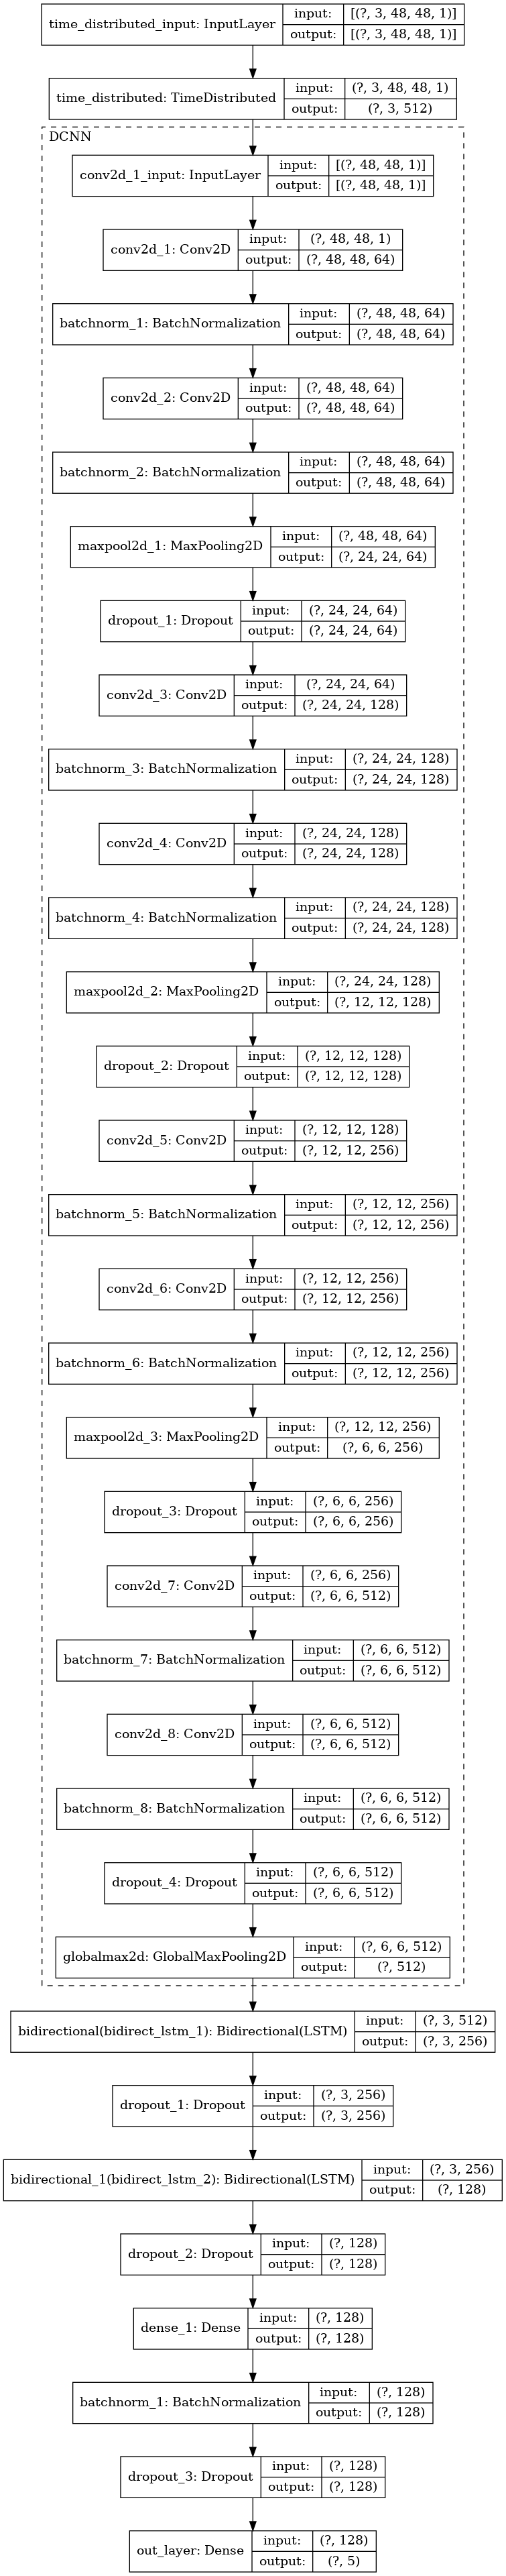 time_distributed_input: InputLayer input: [(?, 3, 48, 48, 1)]
output: [(?, 3, 48, 48, 1)]
time_distributed: TimeDistributed input: (?, 3, 48, 48, 1)
output: (?, 3, 512)
DCNN
conv2d_1_input: InputLayer input: [(?, 48, 48, 1)]
output: [(?, 48, 48, 1)]
conv2d_1: Conv2D input: (?, 48, 48, 1)
output: (?, 48, 48, 64)
batchnorm_1: BatchNormalization input: (?, 48, 48, 64)
output: (?, 48, 48, 64)
conv2d_2: Conv2D input: (?, 48, 48, 64)
output: (?, 48, 48, 64)
batchnorm_2: BatchNormalization input: (?, 48, 48, 64)
output: (?, 48, 48, 64)
maxpool2d_1: MaxPooling2D input: (?, 48, 48, 64)
output: (?, 24, 24, 64)
dropout_1: Dropout input: (?, 24, 24, 64)
output: (?, 24, 24, 64)
conv2d_3: Conv2D input: (?, 24, 24, 64)
output: (?, 24, 24, 128)
batchnorm_3: BatchNormalization input: (?, 24, 24, 128)
output: (?, 24, 24, 128)
conv2d_4: Conv2D input: (?, 24, 24, 128)
output: (?, 24, 24, 128)
batchnorm_4: BatchNormalization input: (?, 24, 24, 128)
output: (?, 24, 24, 128)
maxpool2d_2: MaxPooling2D input: (?, 24, 24, 128)
output: (?, 12, 12, 128)
dropout_2: Dropout input: (?, 12, 12, 128)
output: (?, 12, 12, 128)
conv2d_5: Conv2D input: (?, 12, 12, 128)
output: (?, 12, 12, 256)
batchnorm_5: BatchNormalization input: (?, 12, 12, 256)
output: (?, 12, 12, 256)
conv2d_6: Conv2D input: (?, 12, 12, 256)
output: (?, 12, 12, 256)
batchnorm_6: BatchNormalization input: (?, 12, 12, 256)
output: (?, 12, 12, 256)
maxpool2d_3: MaxPooling2D input: (?, 12, 12, 256)
output: (?, 6, 6, 256)
dropout_3: Dropout input: (?, 6, 6, 256)
output: (?, 6, 6, 256)
conv2d_7: Conv2D input: (?, 6, 6, 256)
output: (?, 6, 6, 512)
batchnorm_7: BatchNormalization input: (?, 6, 6, 512)
output: (?, 6, 6, 512)
conv2d_8: Conv2D input: (?, 6, 6, 512)
output: (?, 6, 6, 512)
batchnorm_8: BatchNormalization input: (?, 6, 6, 512)
output: (?, 6, 6, 512)
dropout_4: Dropout input: (?, 6, 6, 512)
output: (?, 6, 6, 512)
globalmax2d: GlobalMaxPooling2D input: (?, 6, 6, 512)
output: (?, 512)
bidirectional(bidirect_lstm_1): Bidirectional(LSTM) input: (?, 3, 512)
output: (?, 3, 256)
dropout_1: Dropout input: (?, 3, 256)
output: (?, 3, 256)
bidirectional_1(bidirect_lstm_2): Bidirectional(LSTM) input: (?, 3, 256)
output: (?, 128)
dropout_2: Dropout input: (?, 128)
output: (?, 128)
dense_1: Dense input: (?, 128)
output: (?, 128)
batchnorm_1: BatchNormalization input: (?, 128)
output: (?, 128)
dropout_3: Dropout input: (?, 128)
output: (?, 128)
out_layer: Dense input: (?, 128)
output: (?, 5)